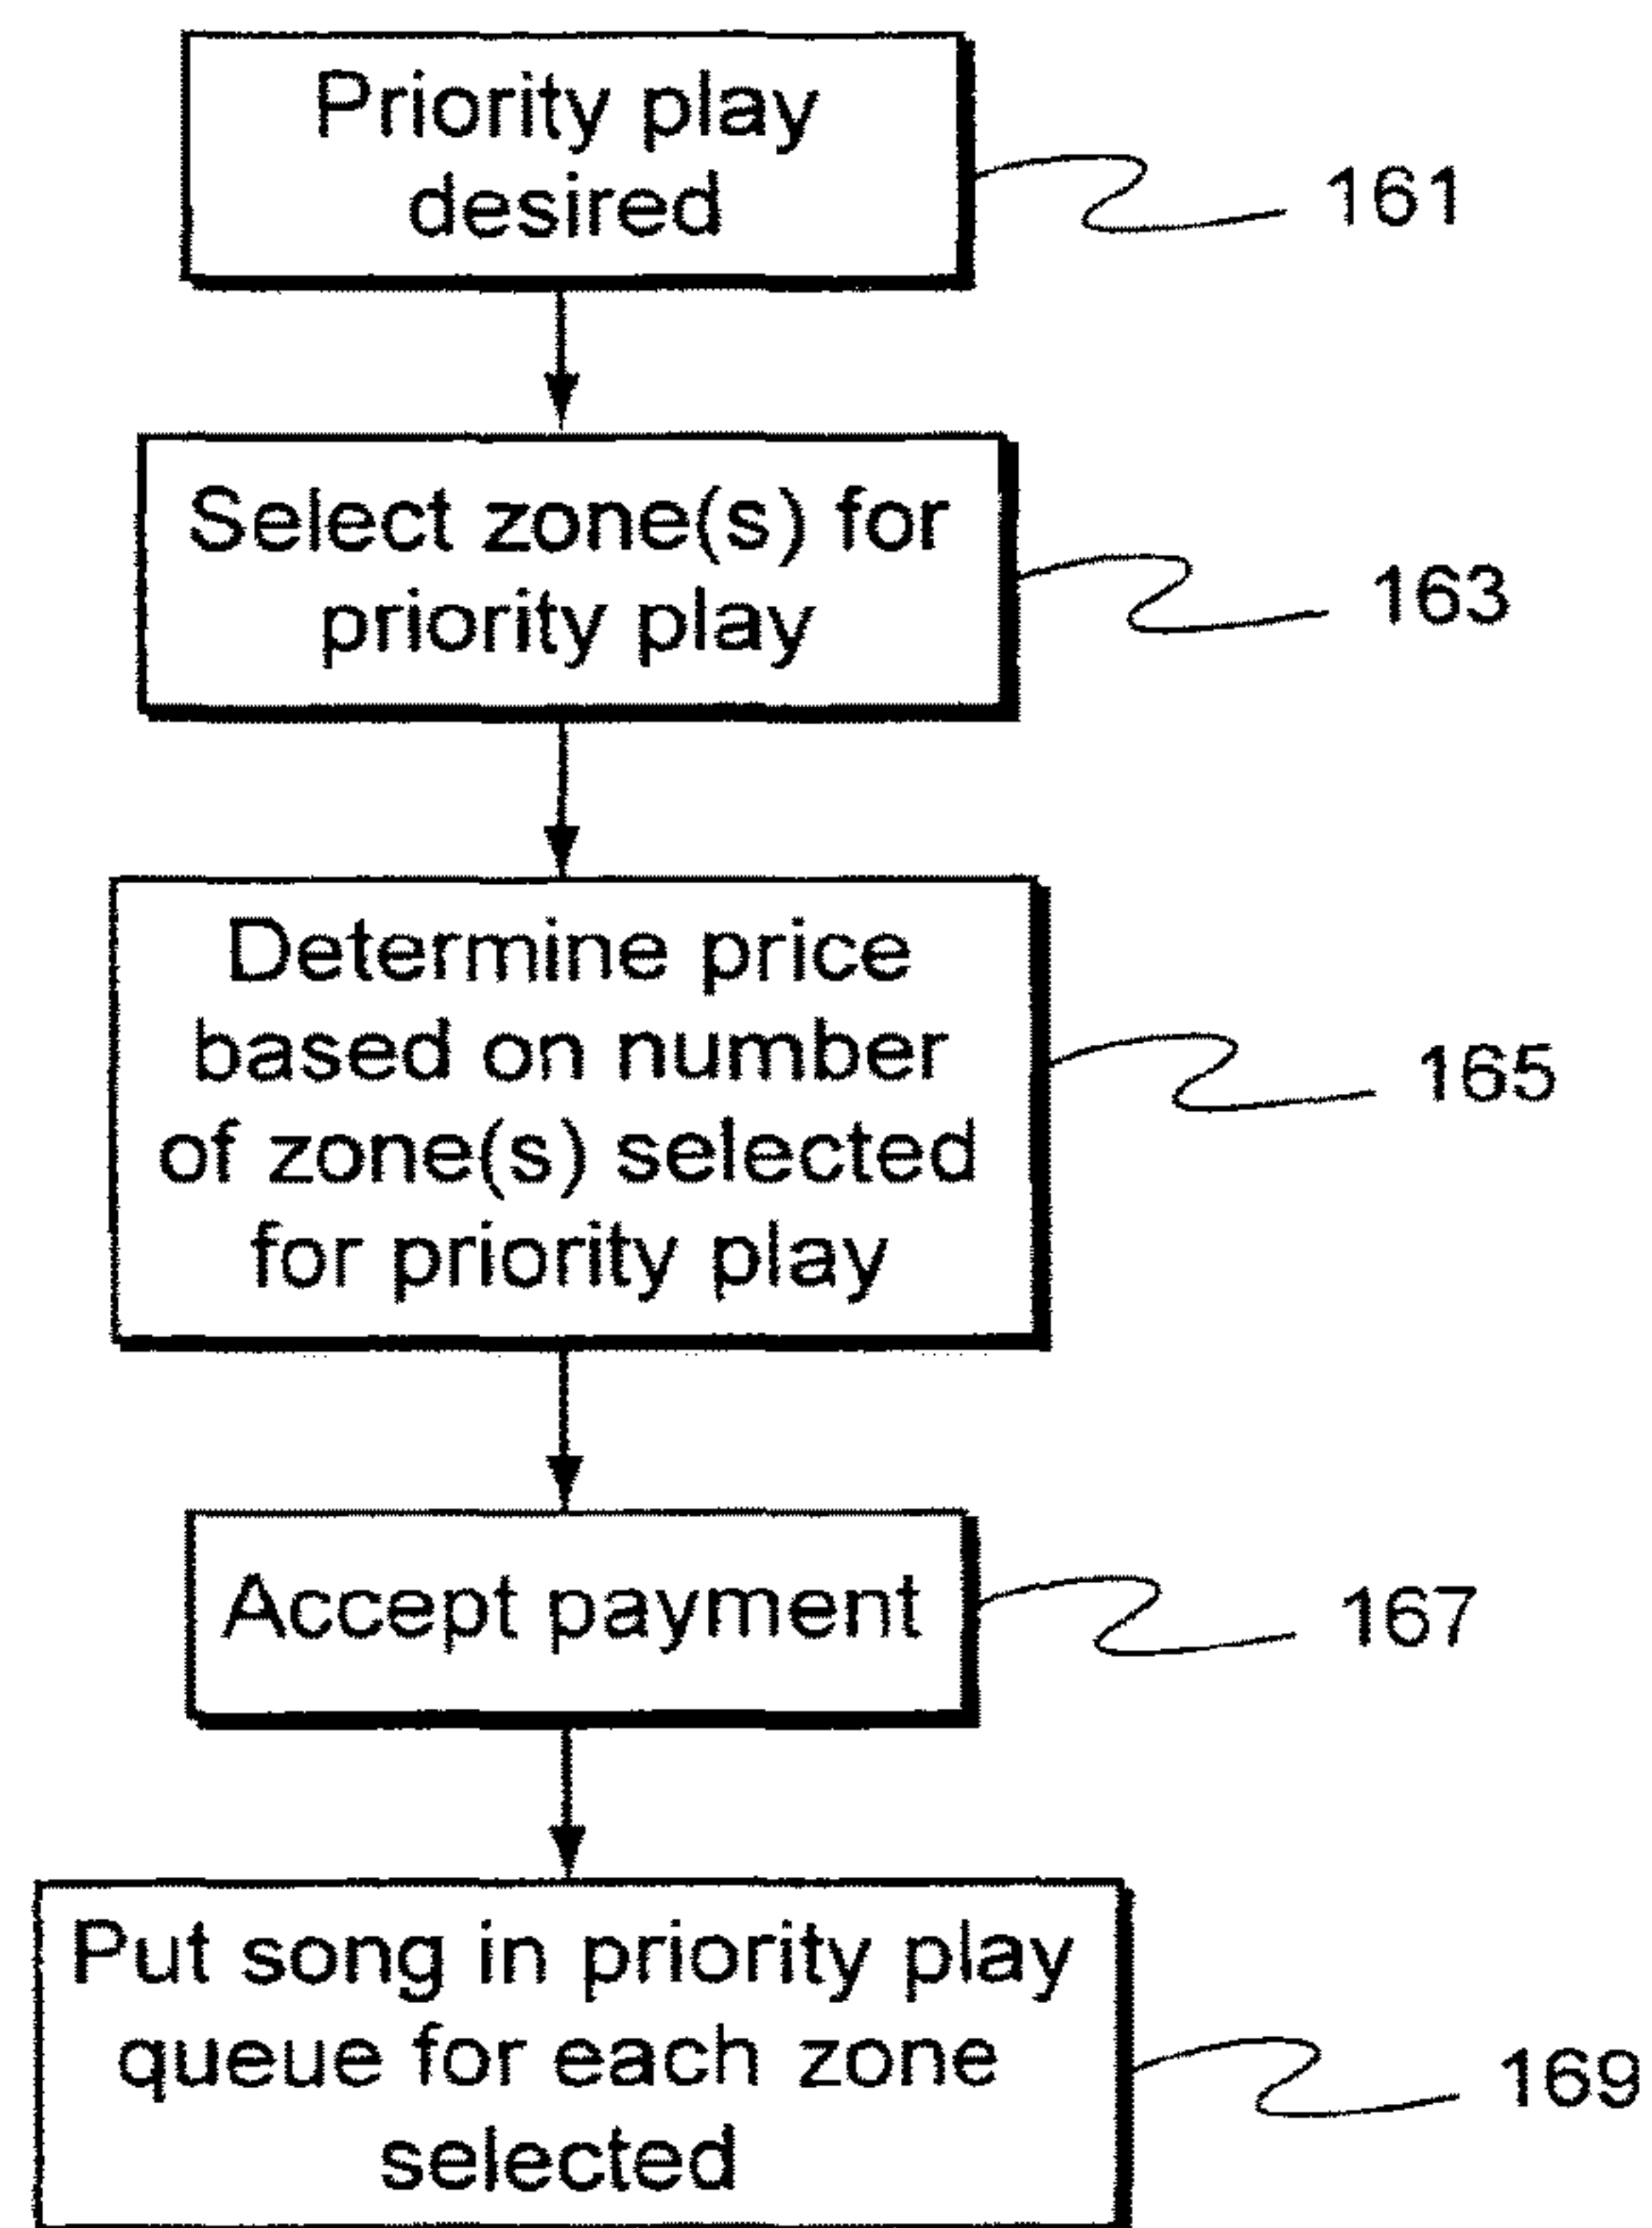 Priority play
desired
161
Select zone(s) for
priority play
163
Determine price
based on number
of zone(s) selected
for priority play
165
Accept payment
167
Put song in priority play
queue for each zone
selected
169